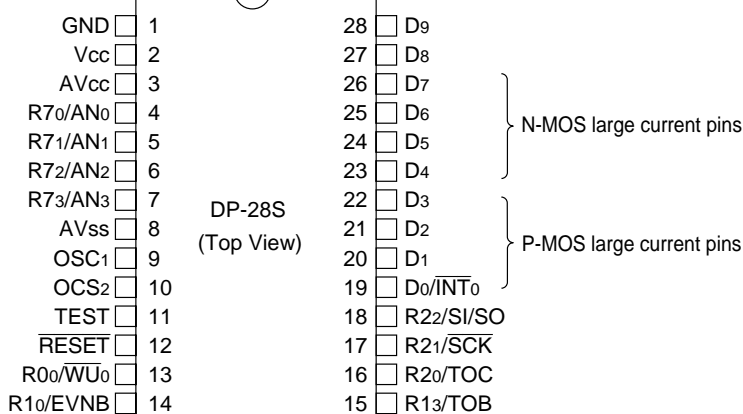 GND 1 28 D9
Vcc 2 27 D8
AVcc 3 26 D7
R70/AN0 4 25 D6
R71/AN1 5 24 D5
R72/AN2 6 23 D4
R73/AN3 7 22 D3
AVss 8 21 D2
OSC1 9 20 D1
OCS2 10 19 D0/INT0
TEST 11 18 R22/SI/SO
RESET 12 17 R21/SCK
R00/WU0 13 16 R20/TOC
R10/EVNB 14 15 R13/TOB
DP-28S
(Top View)
N-MOS large current pins
P-MOS large current pins